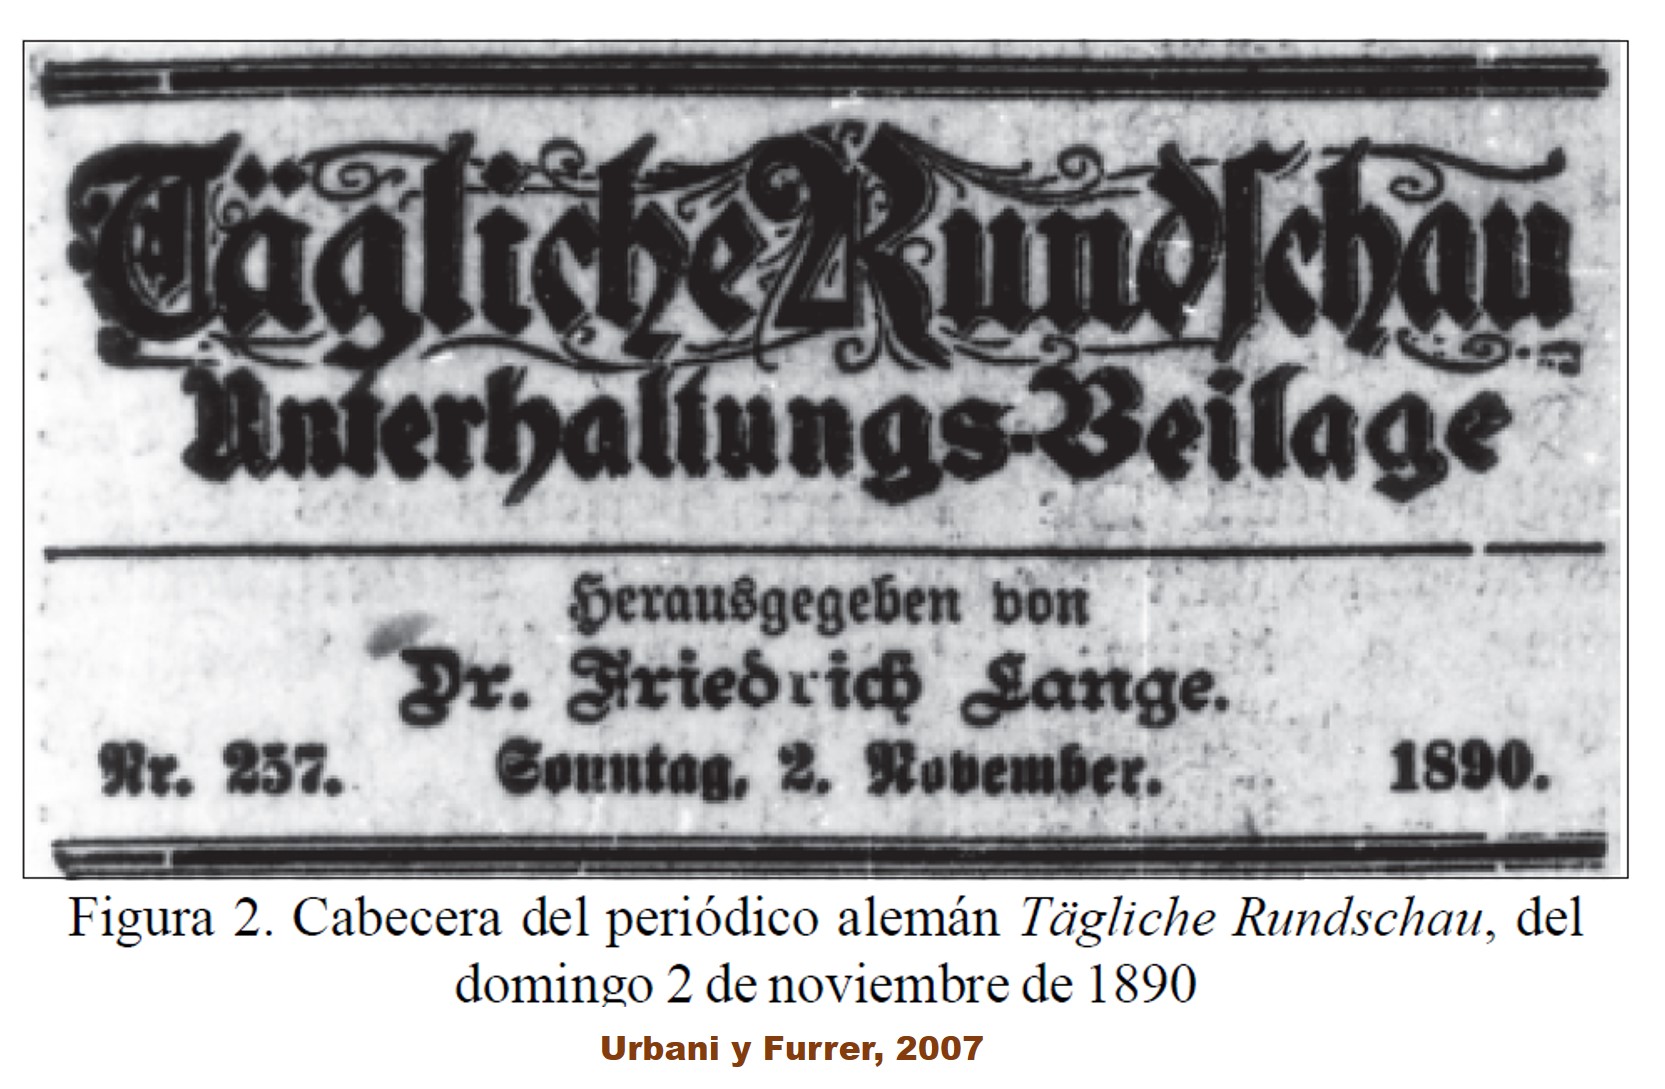 Tägliche Rundschau
Unterhaltungs-Beilage
Herausgegeben von
Dr. Friedrich Lange.
Nr. 257. Sonntag, 2. November. 1890.
Figura 2. Cabecera del periódico alemán Tägliche Rundschau, del
domingo 2 de noviembre de 1890
Urbani y Furrer, 2007